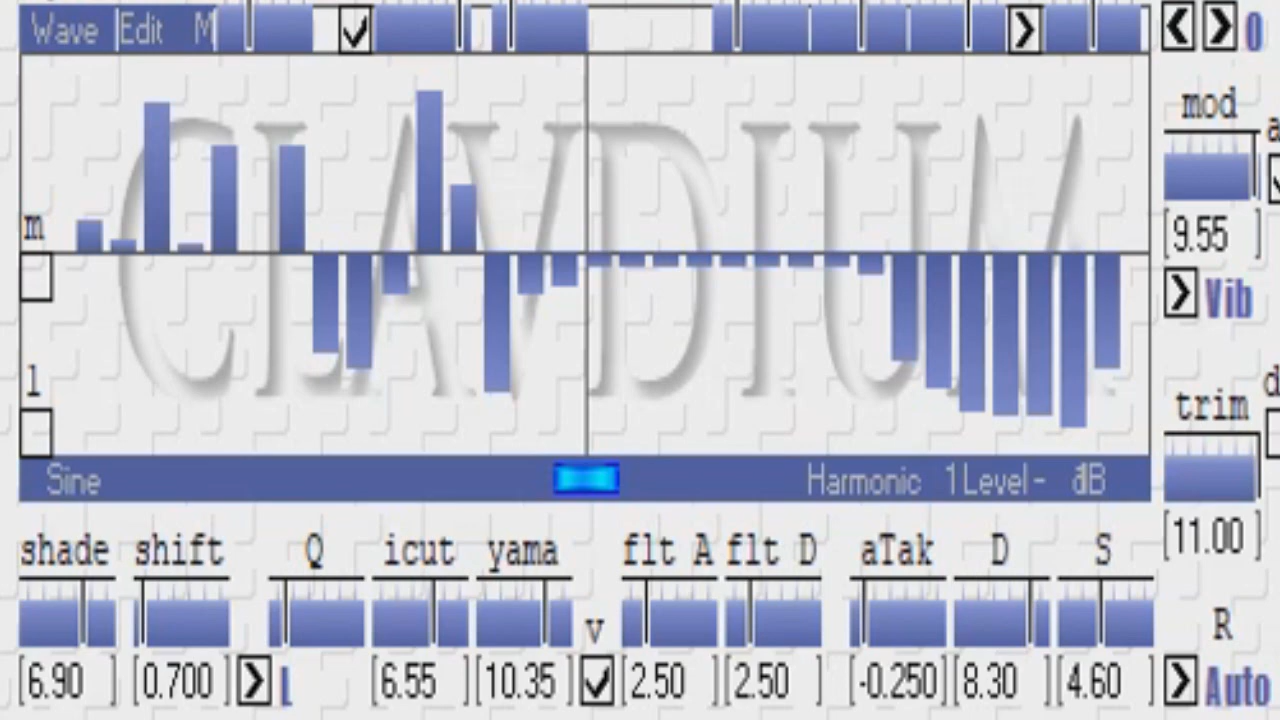 Wave Edit M
0
mod
[9.55 ]
Vib
m
CLAVDIUM
l
trim
[11.00 ]
Sine Harmonic 1 Level - dB
shade shift Q icut yama flt A flt D aTak D S
v R
[6.90 ] [0.700 ] L [6.55 ] [10.35 ] [2.50 ] [2.50 ] [-0.250] [8.30 ] [4.60 ] Auto